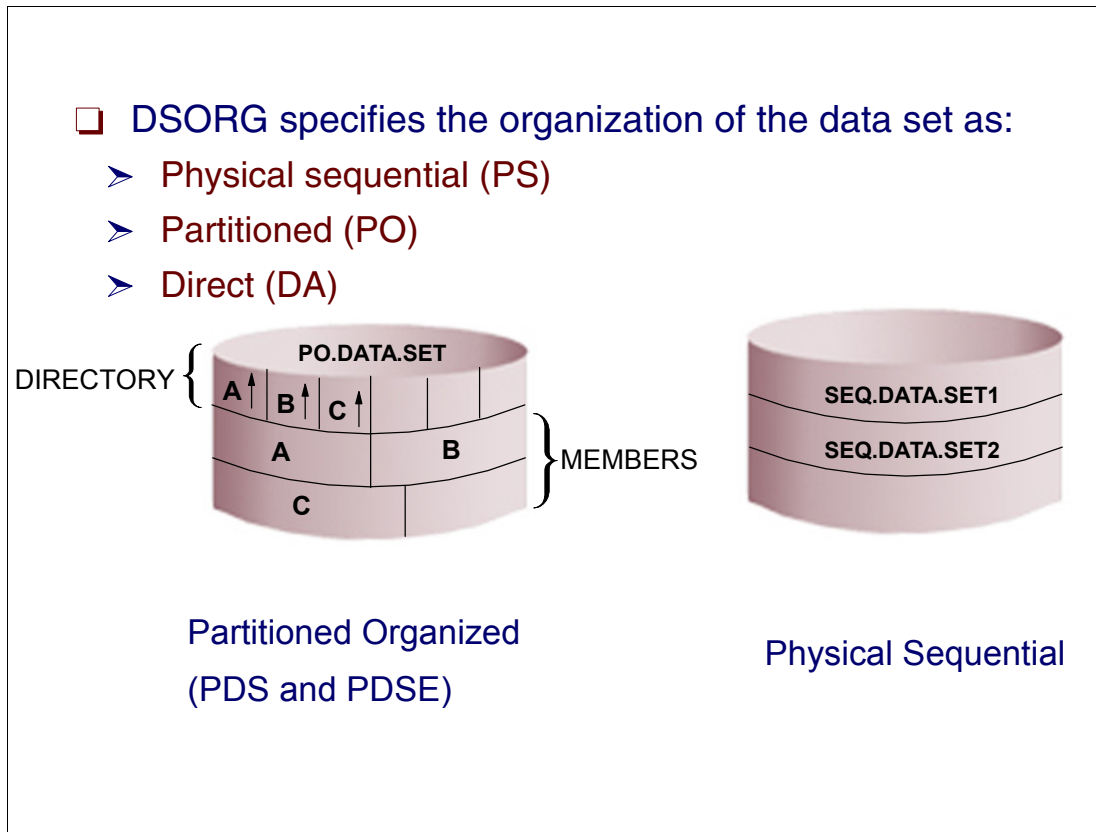 ❑ DSORG specifies the organization of the data set as:
➢ Physical sequential (PS)
➢ Partitioned (PO)
➢ Direct (DA)
PO.DATA.SET
DIRECTORY
A
B
C
A
B
MEMBERS
C
SEQ.DATA.SET1
SEQ.DATA.SET2
Partitioned Organized
(PDS and PDSE)
Physical Sequential